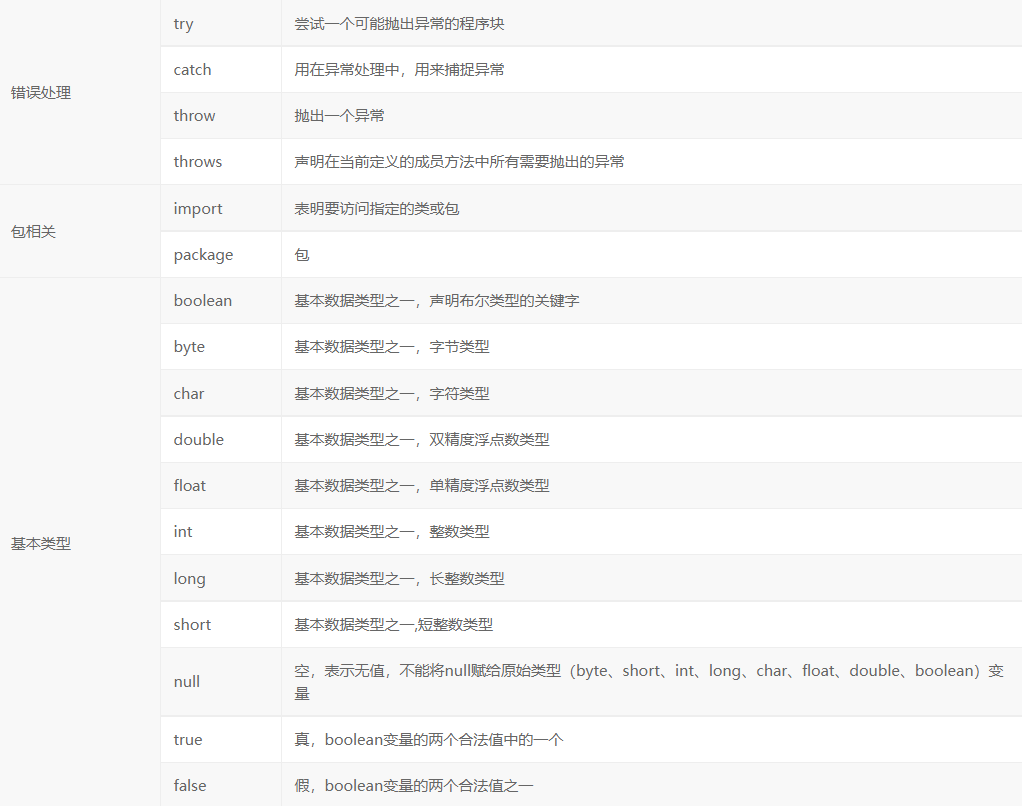 错误处理
try
尝试一个可能抛出异常的程序块
catch
用在异常处理中，用来捕捉异常
throw
抛出一个异常
throws
声明在当前定义的成员方法中所有需要抛出的异常
包相关
import
表明要访问指定的类或包
package
包
基本类型
boolean
基本数据类型之一，声明布尔类型的关键字
byte
基本数据类型之一，字节类型
char
基本数据类型之一，字符类型
double
基本数据类型之一，双精度浮点数类型
float
基本数据类型之一，单精度浮点数类型
int
基本数据类型之一，整数类型
long
基本数据类型之一，长整数类型
short
基本数据类型之一,短整数类型
null
空，表示无值，不能将null赋给原始类型（byte、short、int、long、char、float、double、boolean）变
量
true
真，boolean变量的两个合法值中的一个
false
假，boolean变量的两个合法值之一